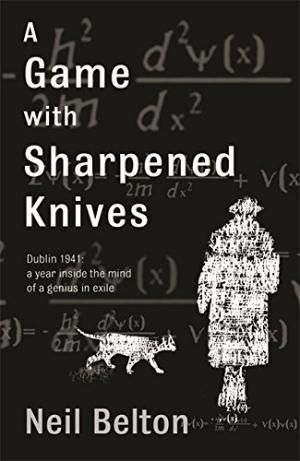 A
Game
with
Sharpened
Knives
Dublin 1941:
a year inside the mind
of a genius in exile
Neil Belton